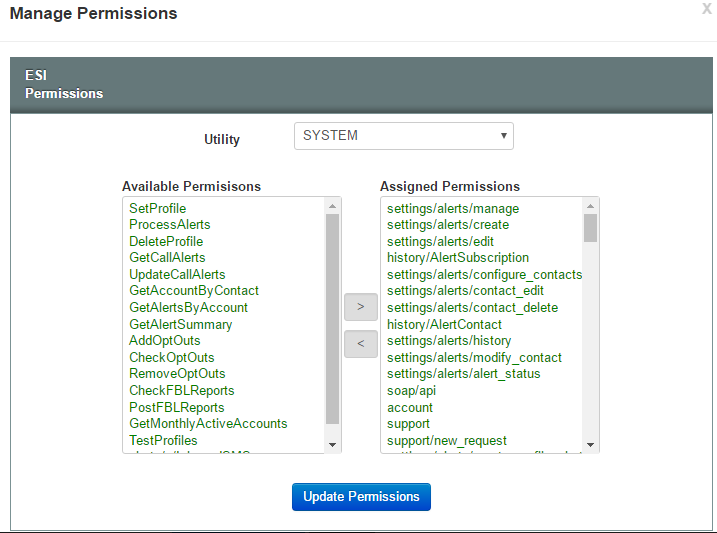 Manage Permissions
X
ESI
Permissions
Utility
SYSTEM
Available Permisisons
Assigned Permissions
SetProfile
ProcessAlerts
DeleteProfile
GetCallAlerts
UpdateCallAlerts
GetAccountByContact
GetAlertsByAccount
GetAlertSummary
AddOptOuts
CheckOptOuts
RemoveOptOuts
CheckFBLReports
PostFBLReports
GetMonthlyActiveAccounts
TestProfiles
>
<
settings/alerts/manage
settings/alerts/create
settings/alerts/edit
history/AlertSubscription
settings/alerts/configure_contacts
settings/alerts/contact_edit
settings/alerts/contact_delete
history/AlertContact
settings/alerts/history
settings/alerts/modify_contact
settings/alerts/alert_status
soap/api
account
support
support/new_request
Update Permissions